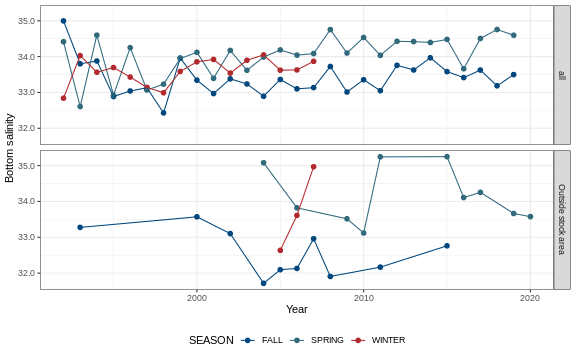 35.0
34.0
33.0
32.0
all
35.0
34.0
33.0
32.0
Outside stock area
Bottom salinity
2000
2010
2020
Year
SEASON FALL SPRING WINTER